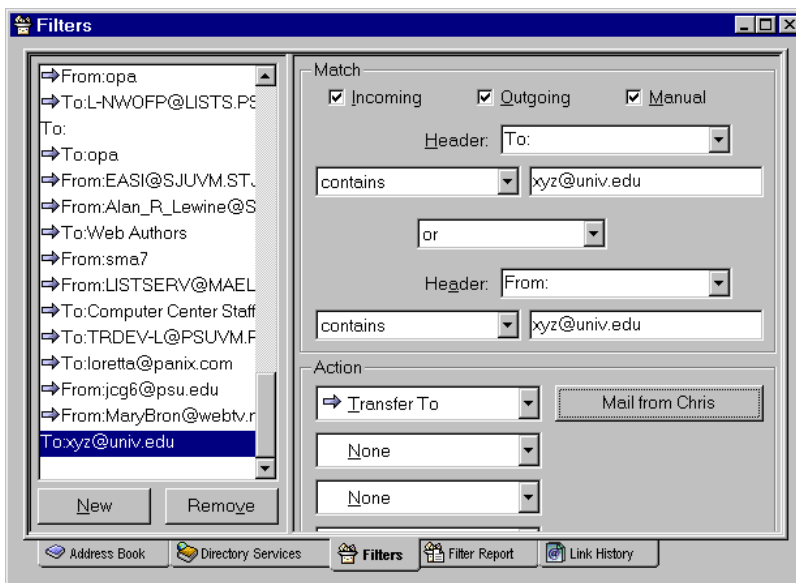 Filters
From:opa
To:L-NWOFP@LISTS.PS
To:
To:opa
From:EASI@SJUVM.STJ
From:Alan_R_Lewine@S
To:Web Authors
From:sma7
From:LISTSERV@MAEL
To:Computer Center Staff
To:TRDEV-L@PSUVM.P
To:loretta@panix.com
From:jcg6@psu.edu
From:MaryBron@webtv.n
To:xyz@univ.edu
New Remove
Match
Incoming Outgoing Manual
Header: To:
contains xyz@univ.edu
or
Header: From:
contains xyz@univ.edu
Action
Transfer To Mail from Chris
None
None
Address Book Directory Services Filters Filter Report Link History